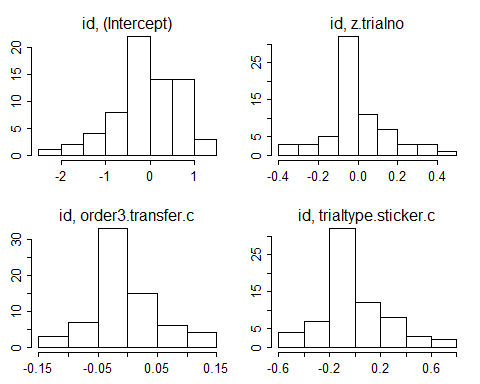 id, (Intercept)
20
15
10
5
0
-2 -1 0 1
id, z.trialno
25
15
5
0
-0.4 -0.2 0.0 0.2 0.4
id, order3.transfer.c
30
20
10
0
-0.15 -0.05 0.05 0.15
id, trialtype.sticker.c
25
15
5
0
-0.6 -0.2 0.2 0.6